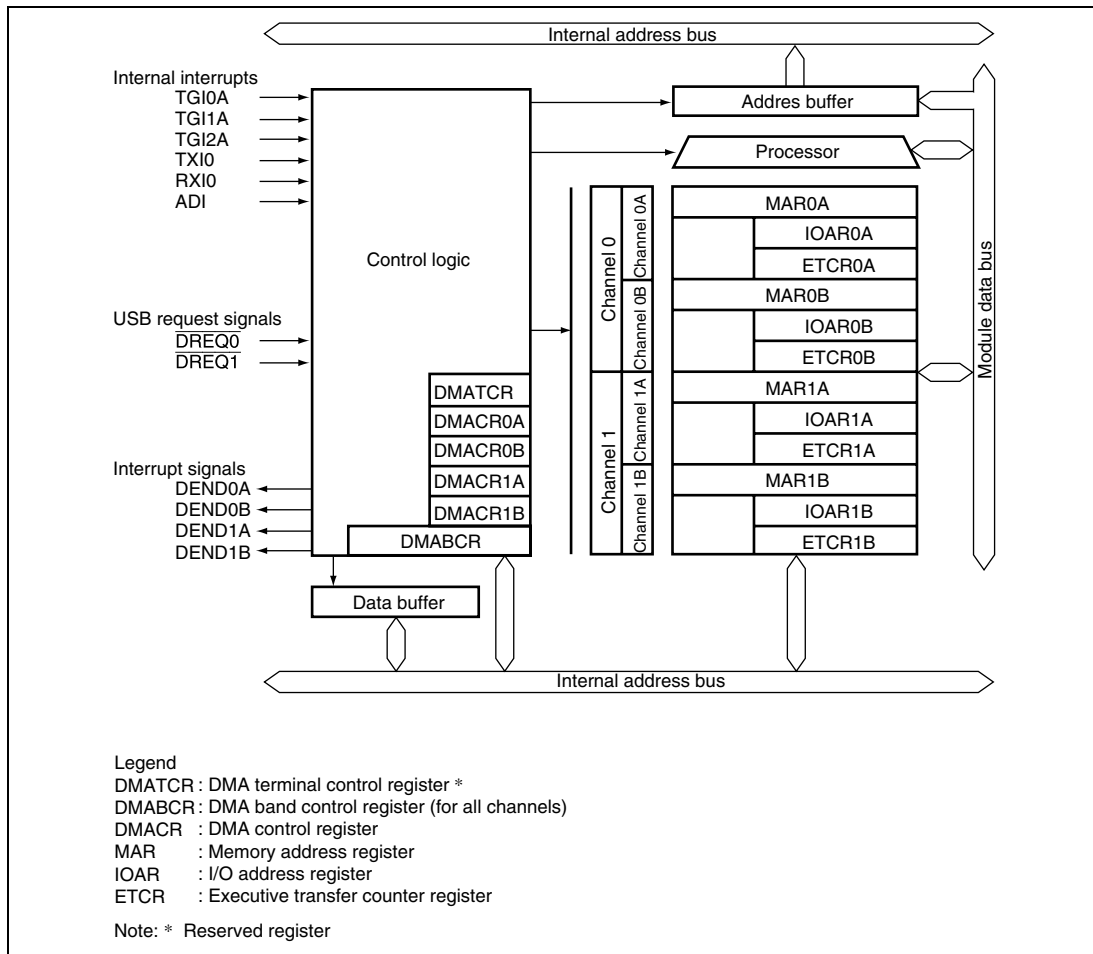 Internal address bus
Internal interrupts
TGI0A
TGI1A
TGI2A
TXI0
RXI0
ADI
Control logic
Addres buffer
Processor
Module data bus
USB request signals
DREQ0
DREQ1
Interrupt signals
DEND0A
DEND0B
DEND1A
DEND1B
DMATCR
DMACR0A
DMACR0B
DMACR1A
DMACR1B
DMABCR
Data buffer
Channel 0
Channel 0A
Channel 0B
Channel 1
Channel 1A
Channel 1B
MAR0A
IOAR0A
ETCR0A
MAR0B
IOAR0B
ETCR0B
MAR1A
IOAR1A
ETCR1A
MAR1B
IOAR1B
ETCR1B
Internal address bus
Legend
DMATCR : DMA terminal control register *
DMABCR : DMA band control register (for all channels)
DMACR : DMA control register
MAR : Memory address register
IOAR : I/O address register
ETCR : Executive transfer counter register
Note: * Reserved register